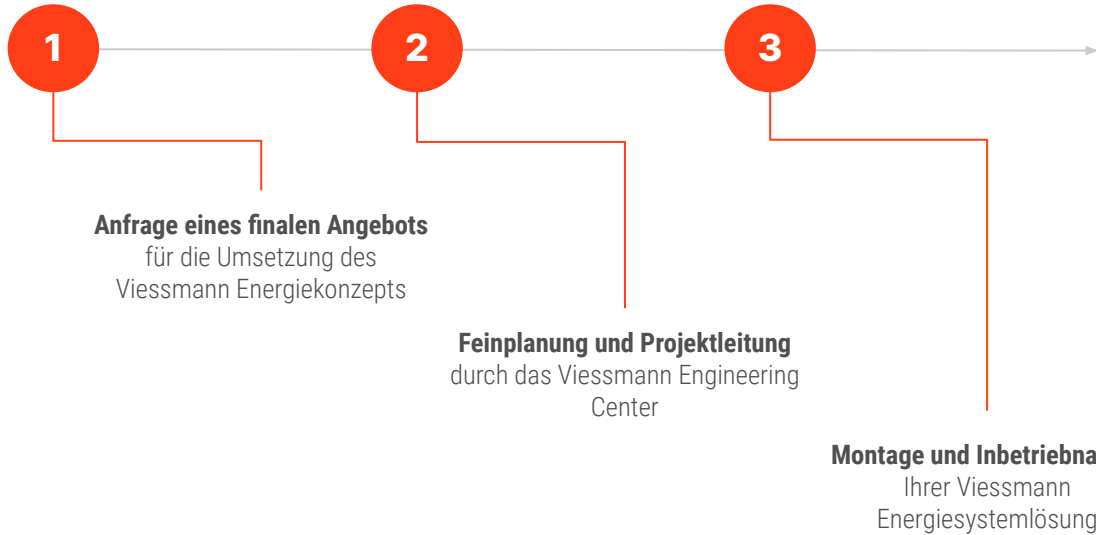 1
2
3
Anfrage eines finalen Angebots
für die Umsetzung des
Viessmann Energiekonzepts
Feinplanung und Projektleitung
durch das Viessmann Engineering
Center
Montage und Inbetriebna
Ihrer Viessmann
Energiesystemlösung